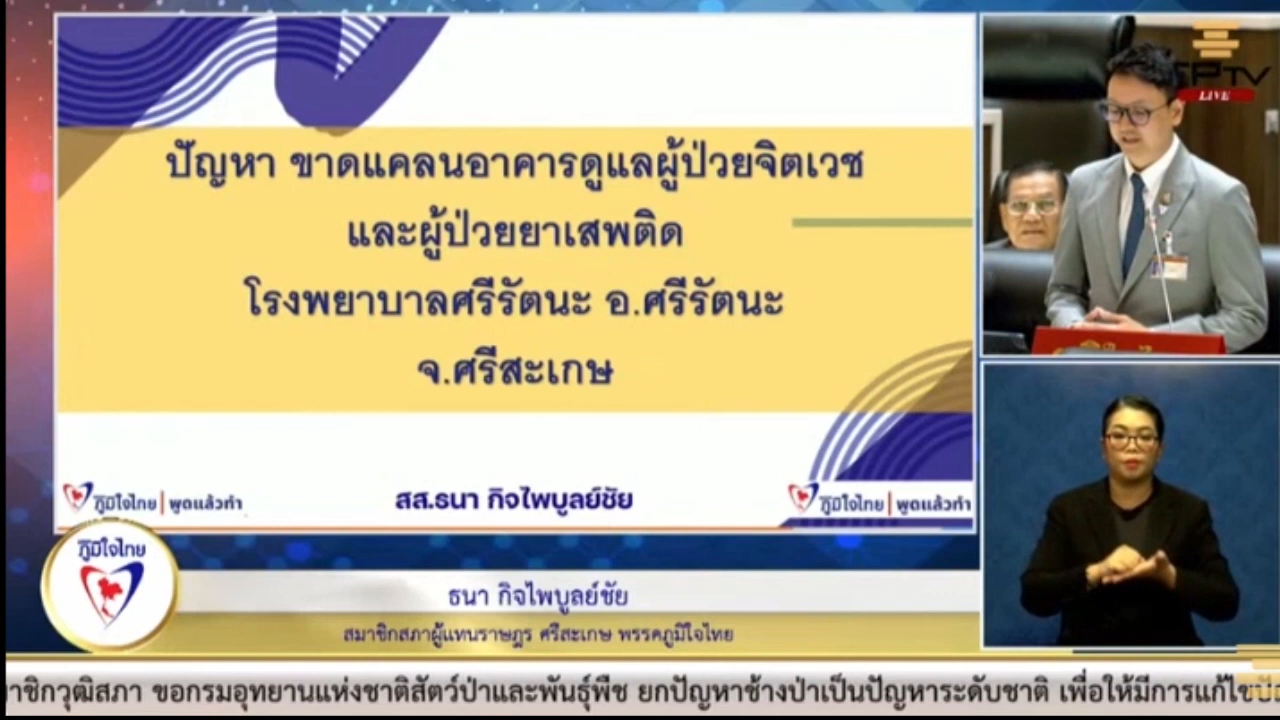 ปัญหา ขาดแคลนอาคารดูแลผู้ป่วยจิตเวช
และผู้ป่วยยาเสพติด
โรงพยาบาลศรีรัตนะ อ.ศรีรัตนะ
จ.ศรีสะเกษ
ภูมิใจไทย | พูดแล้วทำ
สส.ธนา กิจไพบูลย์ชัย
ภูมิใจไทย | พูดแล้วทำ
TPTV
LIVE
ภูมิใจไทย
ธนา กิจไพบูลย์ชัย
สมาชิกสภาผู้แทนราษฎร ศรีสะเกษ พรรคภูมิใจไทย
าชิกวุฒิสภา ขอกรมอุทยานแห่งชาติสัตว์ป่าและพันธุ์พืช ยกปัญหาช้างป่าเป็นปัญหาระดับชาติ เพื่อให้มีการแก้ไข